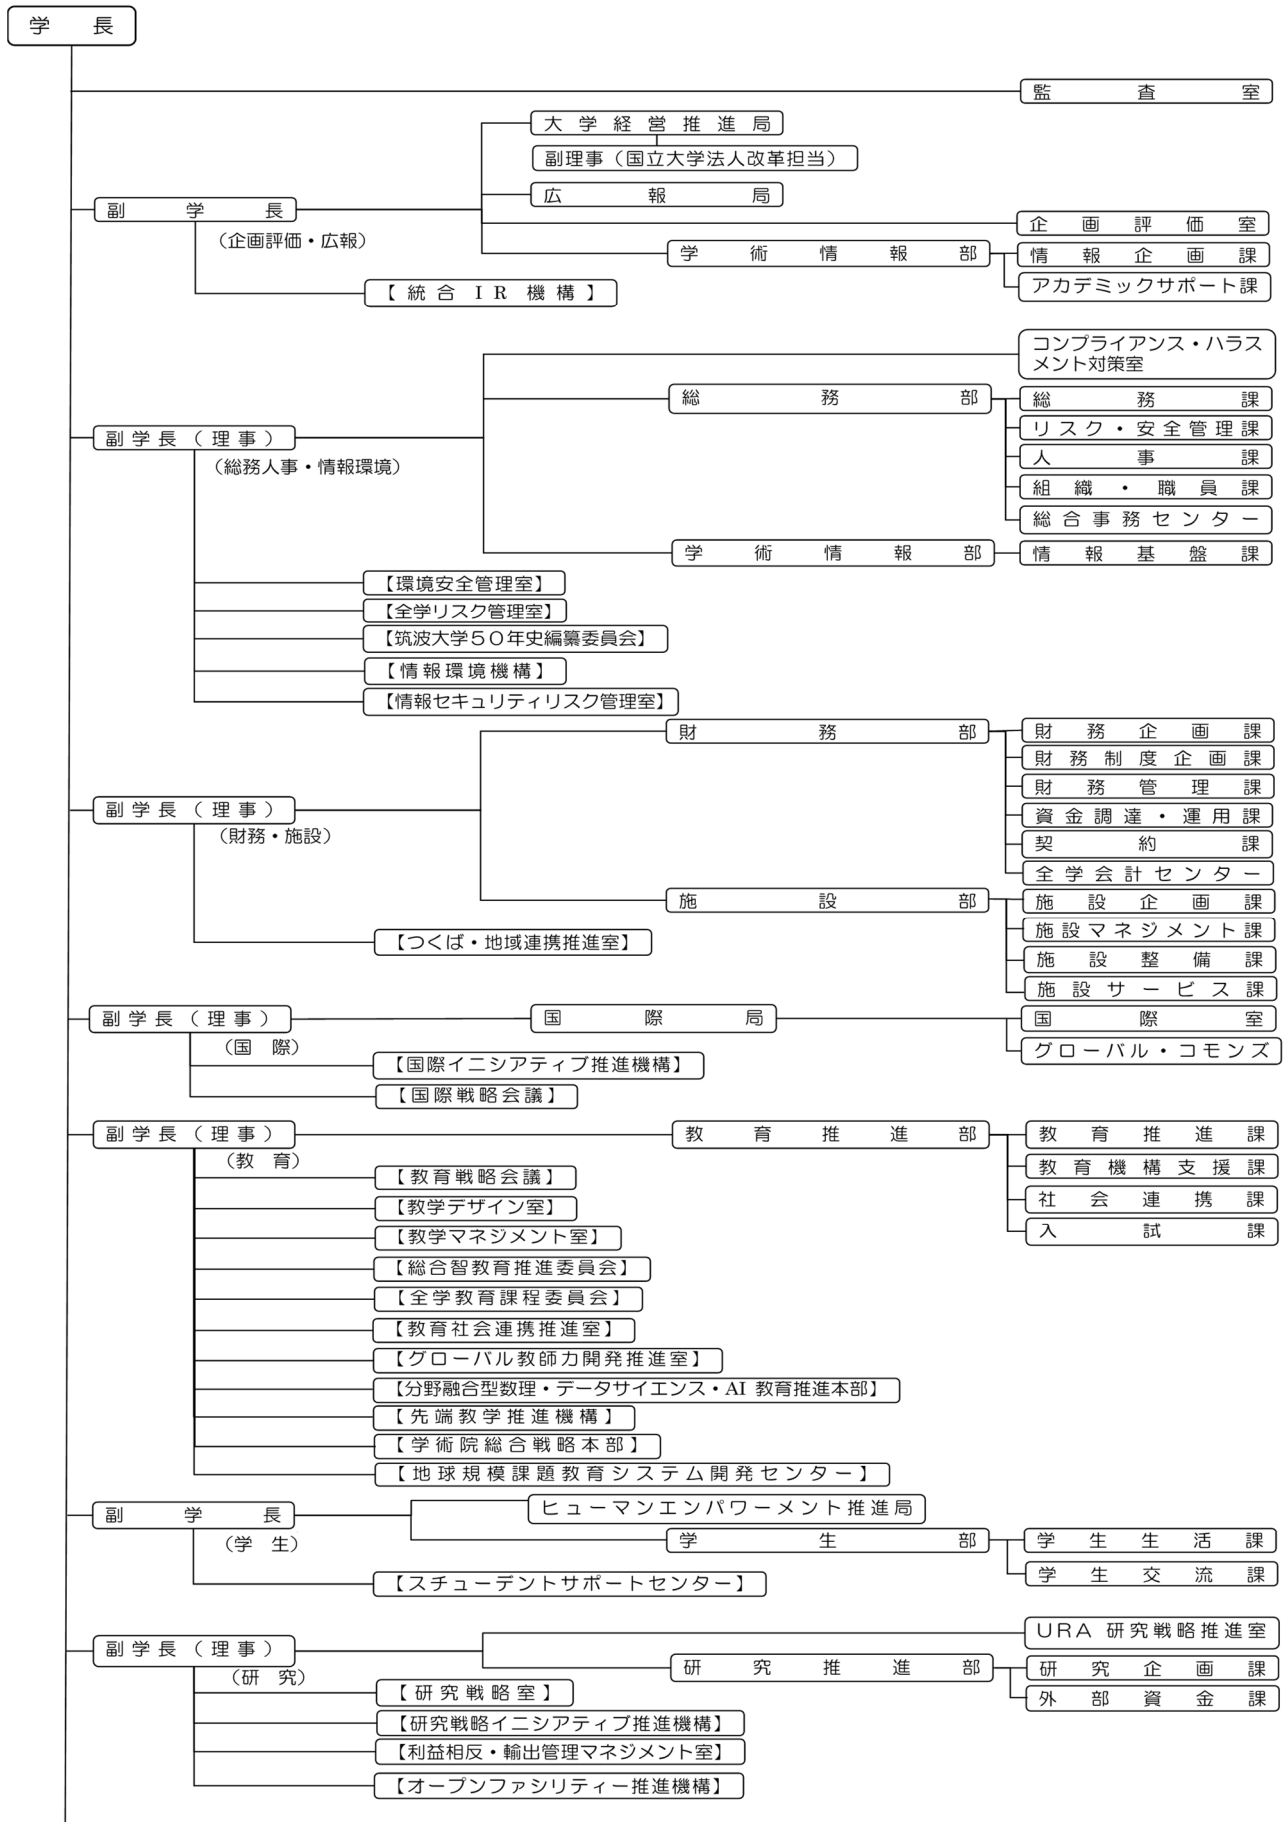 学長
監査室
大学経営推進局
副理事（国立大学法人改革担当）
広報局
副学長
（企画評価・広報）
企画評価室
学術情報部
情報企画課
アカデミックサポート課
【統合IR機構】
コンプライアンス・ハラス
メント対策室
総務部
総務課
リスク・安全管理課
副学長（理事）
（総務人事・情報環境）
人事課
組織・職員課
総合事務センター
学術情報部
情報基盤課
【環境安全管理室】
【全学リスク管理室】
【筑波大学５０年史編纂委員会】
【情報環境機構】
【情報セキュリティリスク管理室】
財務部
財務企画課
財務制度企画課
財務管理課
副学長（理事）
（財務・施設）
資金調達・運用課
契約課
全学会計センター
施設部
施設企画課
施設マネジメント課
【つくば・地域連携推進室】
施設整備課
施設サービス課
副学長（理事）
（国際）
国際局
国際室
グローバル・コモンズ
【国際イニシアティブ推進機構】
【国際戦略会議】
副学長（理事）
（教育）
教育推進部
教育推進課
教育機構支援課
社会連携課
入試課
【教育戦略会議】
【教学デザイン室】
【教学マネジメント室】
【総合智教育推進委員会】
【全学教育課程委員会】
【教育社会連携推進室】
【グローバル教師力開発推進室】
【分野融合型数理・データサイエンス・AI 教育推進本部】
【先端教学推進機構】
【学術院総合戦略本部】
【地球規模課題教育システム開発センター】
副学長
（学生）
ヒューマンエンパワーメント推進局
学生部
学生生活課
学生交流課
【スチューデントサポートセンター】
URA 研究戦略推進室
副学長（理事）
（研究）
研究推進部
研究企画課
外部資金課
【研究戦略室】
【研究戦略イニシアティブ推進機構】
【利益相反・輸出管理マネジメント室】
【オープンファシリティー推進機構】